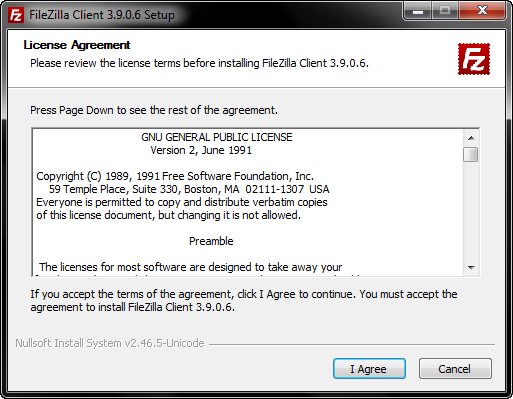 FileZilla Client 3.9.0.6 Setup
License Agreement
Please review the license terms before installing FileZilla Client 3.9.0.6.
Fz
Press Page Down to see the rest of the agreement.
GNU GENERAL PUBLIC LICENSE
Version 2, June 1991
Copyright (C) 1989, 1991 Free Software Foundation, Inc.
59 Temple Place, Suite 330, Boston, MA  02111-1307  USA
Everyone is permitted to copy and distribute verbatim copies
of this license document, but changing it is not allowed.
Preamble
The licenses for most software are designed to take away your
If you accept the terms of the agreement, click I Agree to continue. You must accept the
agreement to install FileZilla Client 3.9.0.6.
Nullsoft Install System v2.46.5-Unicode
I Agree
Cancel